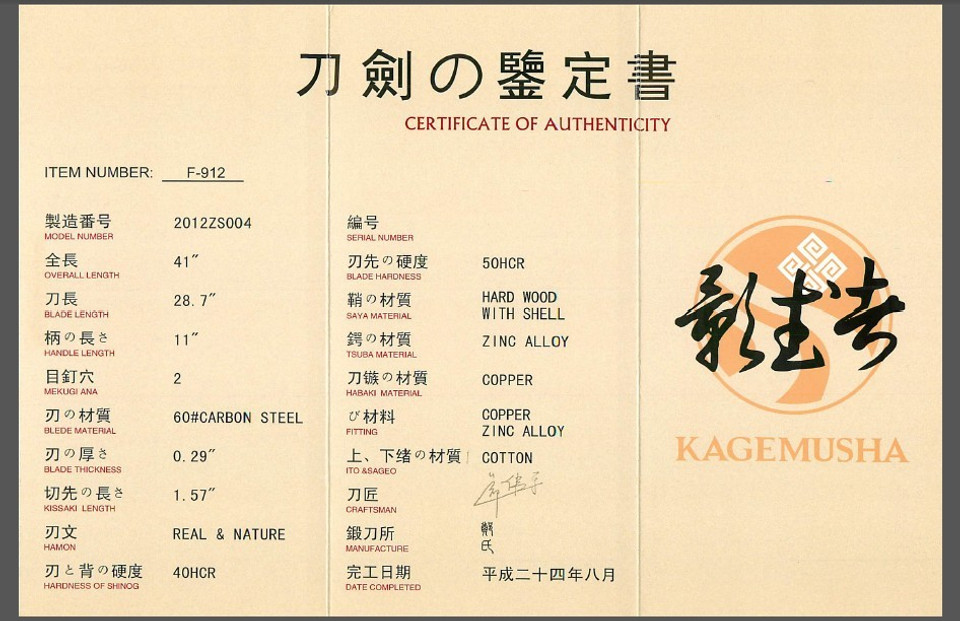 刀劍の鑒定書
CERTIFICATE OF AUTHENTICITY
ITEM NUMBER: F-912
製造番号 2012ZS004
MODEL NUMBER
全長 41″
OVERALL LENGTH
刀長 28.7″
BLADE LENGTH
柄の長さ 11″
HANDLE LENGTH
目釘穴 2
MEKUGI ANA
刃の材質 60#CARBON STEEL
BLEDE MATERIAL
刃の厚さ 0.29″
BLADE THICKNESS
切先の長さ 1.57″
KISSAKI LENGTH
刃文 REAL & NATURE
HAMON
刃と背の硬度 40HCR
HARDNESS OF SHINOG
編号
SERIAL NUMBER
刃先の硬度 50HCR
BLADE HARDNESS
鞘の材質 HARD WOOD
WITH SHELL
SAYA MATERIAL
鍔の材質 ZINC ALLOY
TSUBA MATERIAL
刀鏃の材質 COPPER
HABAKI MATERIAL
び材料 COPPER
ZINC ALLOY
FITTING
上、下绪の材質 COTTON
ITO &SAGEO
刀匠
CRAFTSMAN
鍛刀所
MANUFACTURE
完工日期 平成二十四年八月
DATE COMPLETED
影武者
KAGEMUSHA